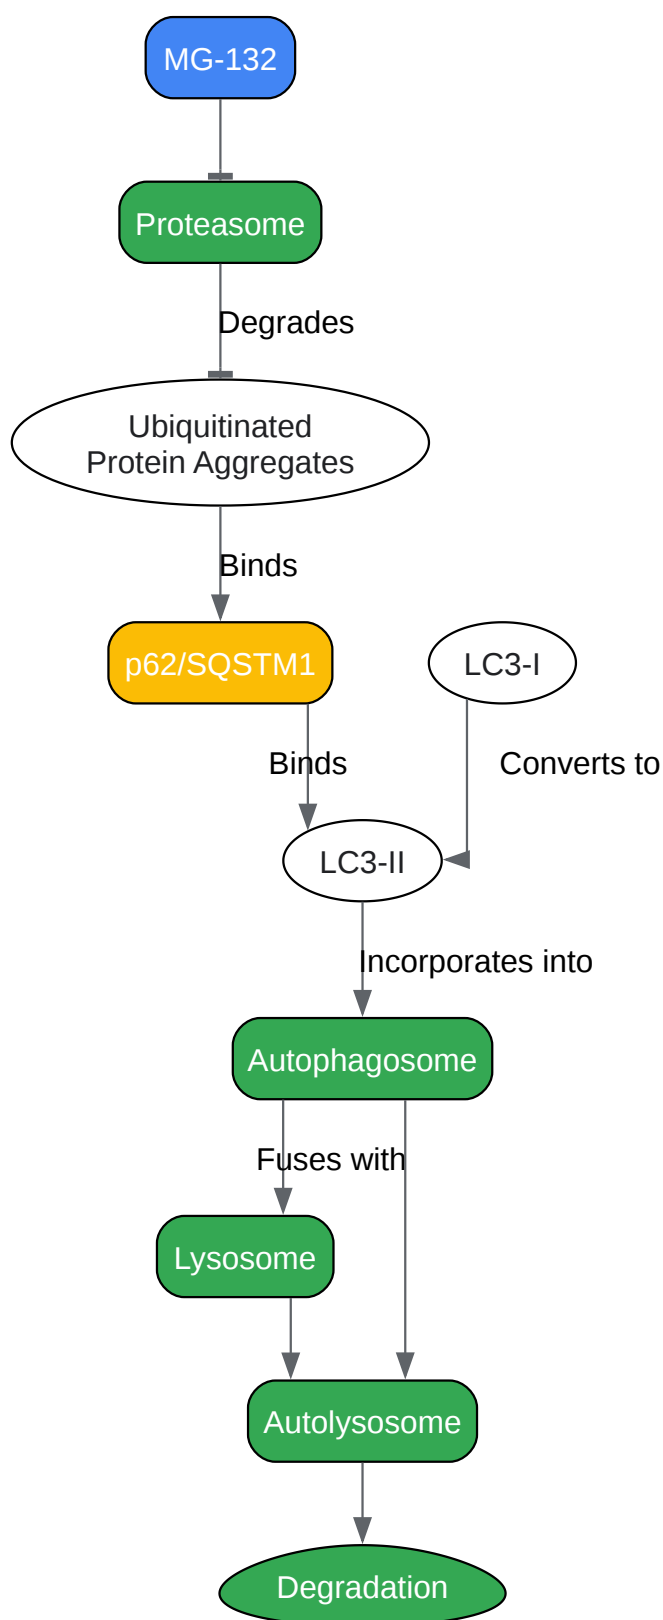 MG-132
Proteasome
Degrades
Ubiquitinated
Protein Aggregates
Binds
p62/SQSTM1
LC3-I
Binds
Converts to
LC3-II
Incorporates into
Autophagosome
Fuses with
Lysosome
Autolysosome
Degradation